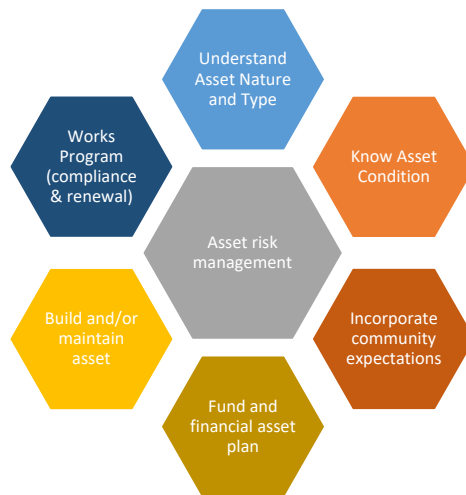 Understand
Asset Nature
and Type
Works
Program
(compliance
& renewal)
Know Asset
Condition
Asset risk
management
Build and/or
maintain
asset
Incorporate
community
expectations
Fund and
financial asset
plan